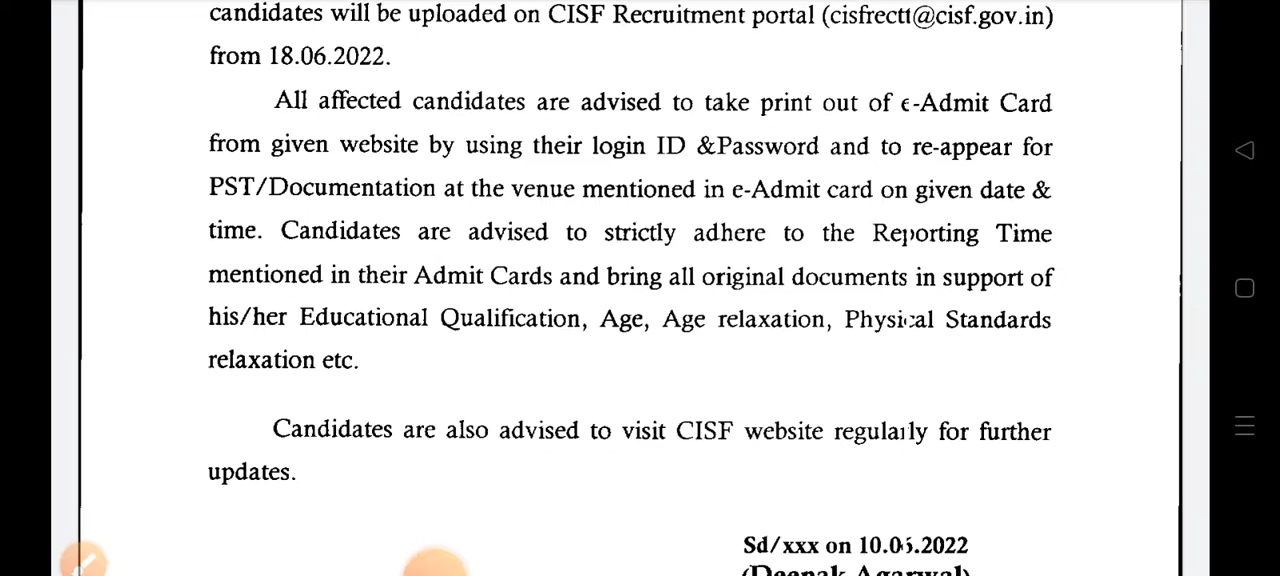 candidates will be uploaded on CISF Recruitment portal (cisfrectt@cisf.gov.in)
from 18.06.2022.
All affected candidates are advised to take print out of e-Admit Card
from given website by using their login ID &Password and to re-appear for
PST/Documentation at the venue mentioned in e-Admit card on given date &
time. Candidates are advised to strictly adhere to the Reporting Time
mentioned in their Admit Cards and bring all original documents in support of
his/her Educational Qualification, Age, Age relaxation, Physical Standards
relaxation etc.
Candidates are also advised to visit CISF website regularly for further
updates.
Sd/xxx on 10.06.2022
(Deepak Agarwal)